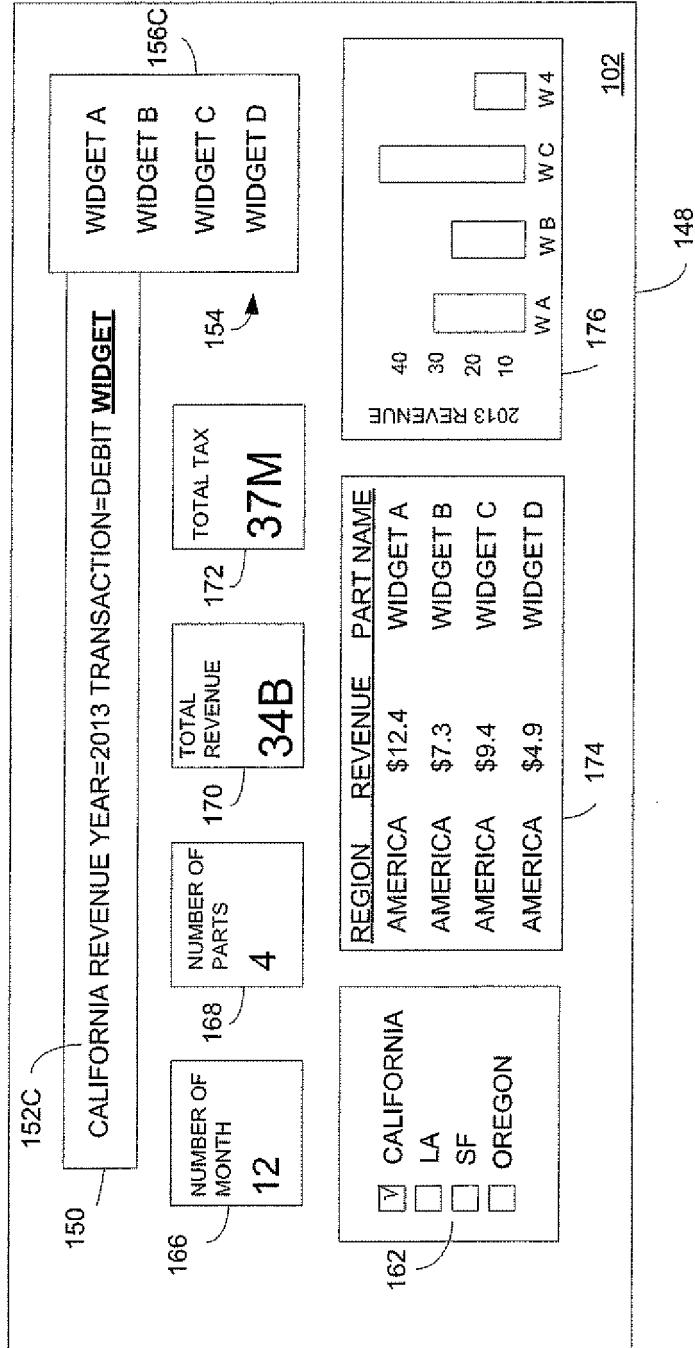 152C
CALIFORNIA REVENUE YEAR=2013 TRANSACTION=DEBIT WIDGET
150
WIDGET A
WIDGET B
WIDGET C
WIDGET D
156C
154
166
NUMBER OF
MONTH
12
168
NUMBER OF
PARTS
4
170
TOTAL
REVENUE
34B
172
TOTAL TAX
37M
162
V CALIFORNIA
LA
SF
OREGON
REGION REVENUE PART NAME
AMERICA $12.4 WIDGET A
AMERICA $7.3 WIDGET B
AMERICA $9.4 WIDGET C
AMERICA $4.9 WIDGET D
174
2013 REVENUE
40
30
20
10
W A W B W C W 4
176
102
148